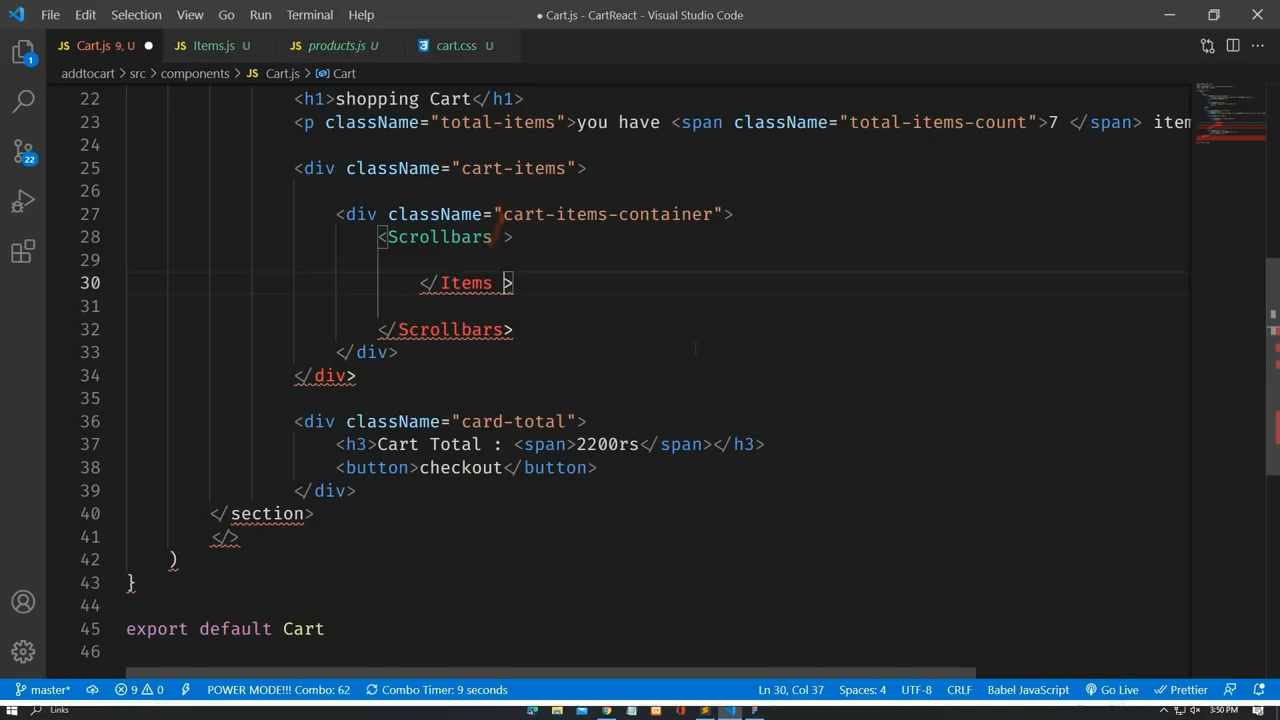 File Edit Selection View Go Run Terminal Help ● Cart.js - CartReact - Visual Studio Code
JS Cart.js 9, U ● JS Items.js U JS products.js U cart.css U
addtocart > src > components > JS Cart.js > Cart
22 <h1>shopping Cart</h1>
23 <p className="total-items">you have <span className="total-items-count">7 </span> item
24
25 <div className="cart-items">
26
27 <div className="cart-items-container">
28 <Scrollbars >
29
30 </Items >
31
32 </Scrollbars>
33 </div>
34 </div>
35
36 <div className="card-total">
37 <h3>Cart Total : <span>2200rs</span></h3>
38 <button>checkout</button>
39 </div>
40 </section>
41 </>
42 )
43 }
44
45 export default Cart
46
1
22
master* 9 0 POWER MODE!!! Combo: 62 Combo Timer: 9 seconds Ln 30, Col 37 Spaces: 4 UTF-8 CRLF Babel JavaScript Go Live Prettier
Links 3:50 PM